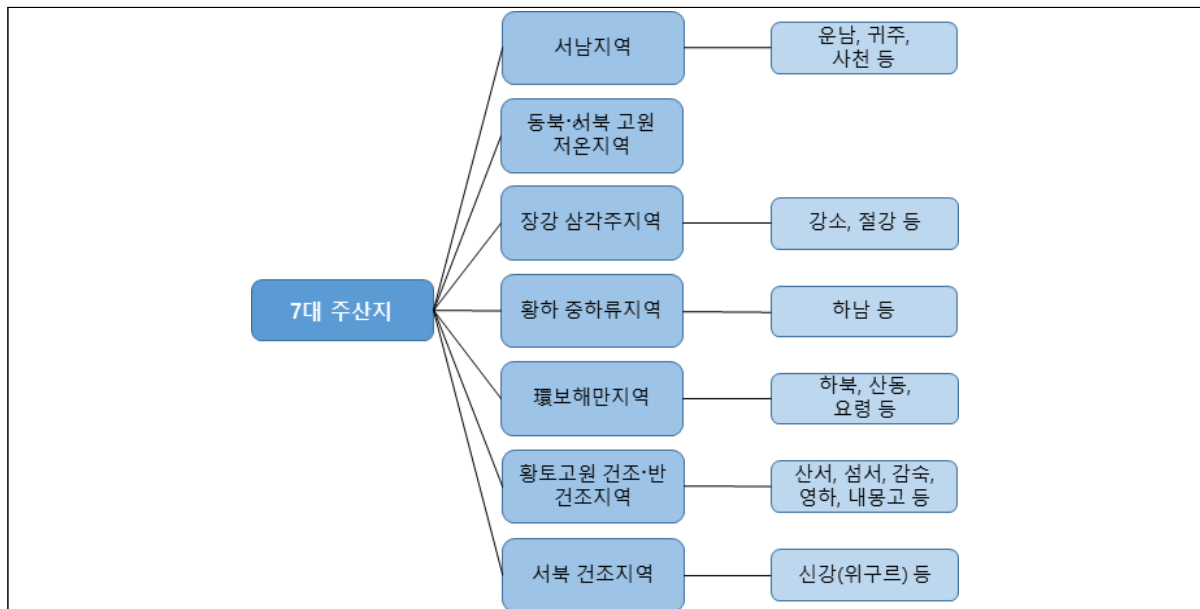 7대 주산지
서남지역
운남, 귀주,
사천 등
동북·서북 고원
저온지역
장강 삼각주지역
강소, 절강 등
황하 중하류지역
하남 등
環보해만지역
하북, 산동,
요령 등
황토고원 건조·반
건조지역
산서, 섬서, 감숙,
영하, 내몽고 등
서북 건조지역
신강(위구르) 등